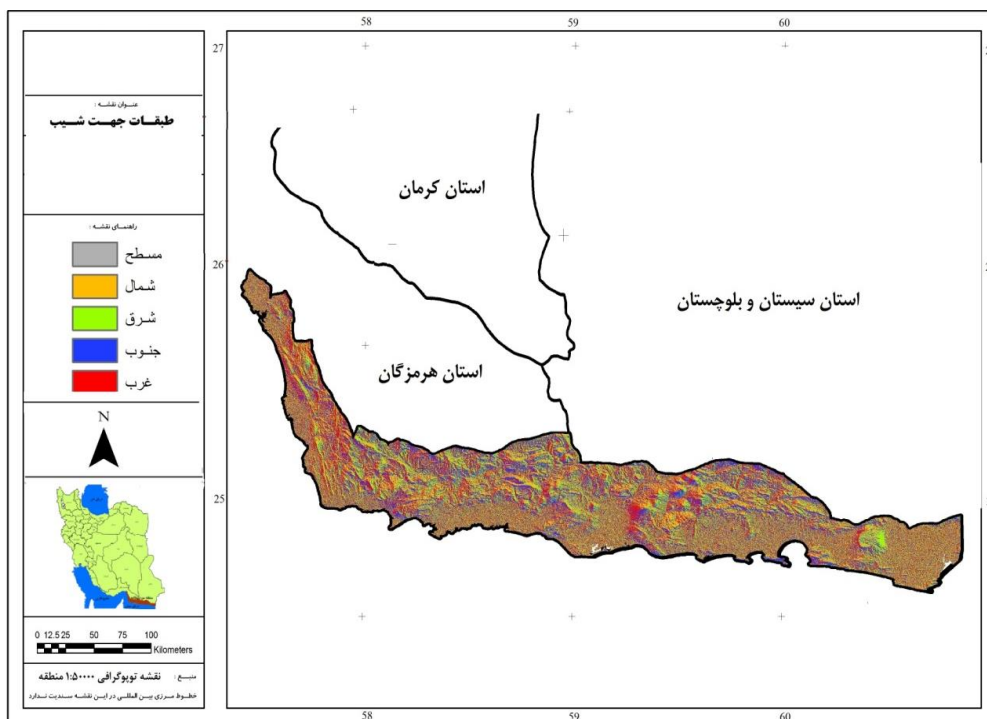 58 59 60
27
26
25
عنوان نقشه :
طبقات جهت شیب
راهنمای نقشه :
مسطح
شمال
شرق
جنوب
غرب
N
0 12.5 25 50 75 100
Kilometers
منبع : نقشه توپوگرافی ۱:۵۰۰۰۰ منطقه
خطوط مرزی بین المللی در این نقشه سندیت ندارد
استان کرمان
استان سیستان و بلوچستان
استان هرمزگان
58 59 60